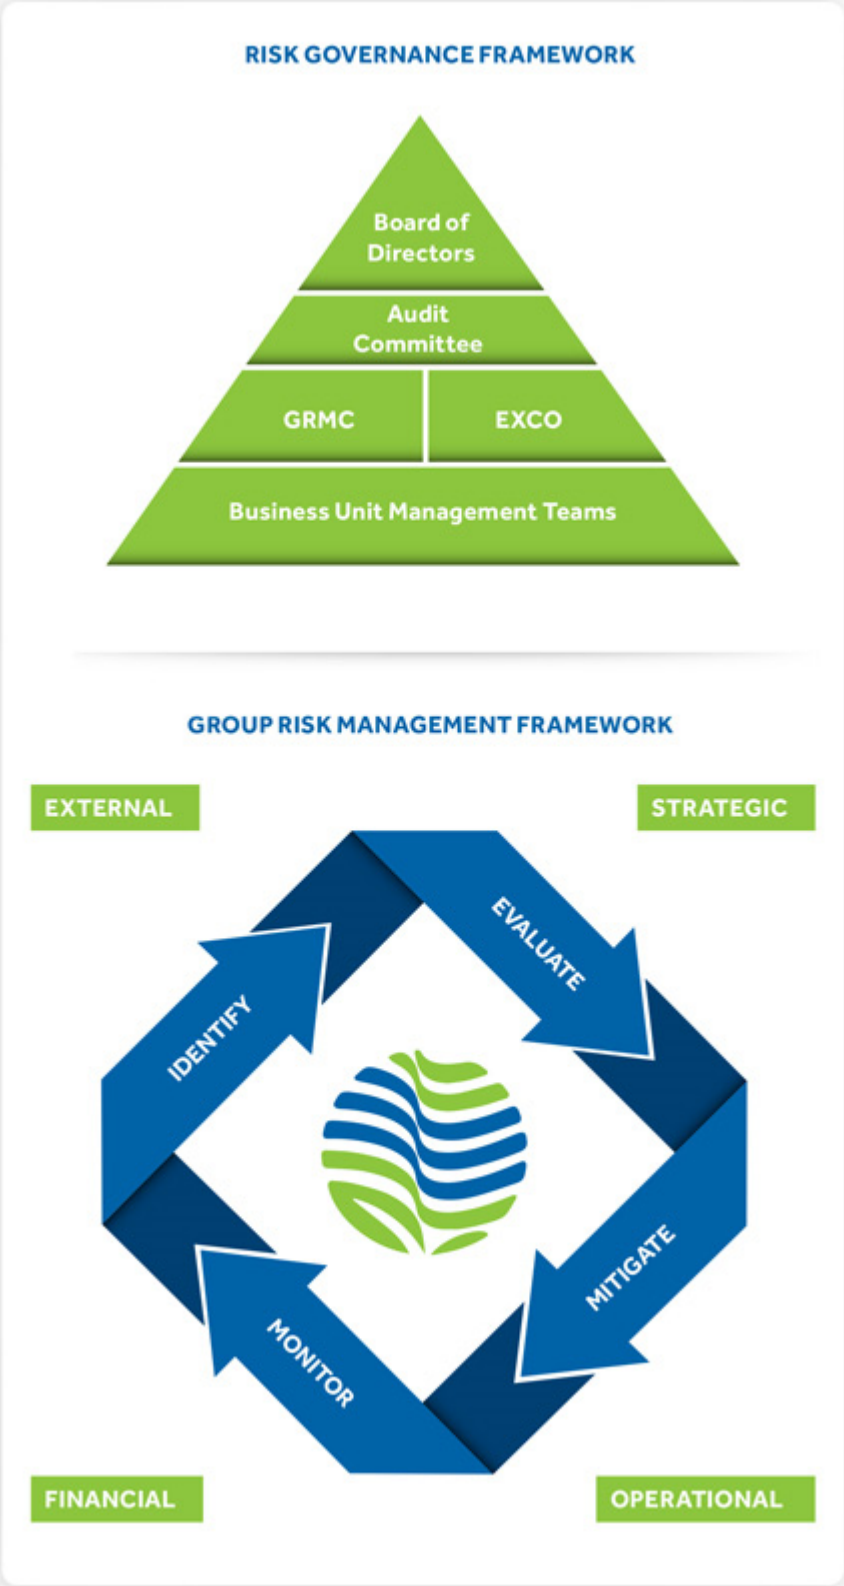 RISK GOVERNANCE FRAMEWORK
Board of
Directors
Audit
Committee
GRMC
EXCO
Business Unit Management Teams
GROUP RISK MANAGEMENT FRAMEWORK
EXTERNAL
STRATEGIC
EVALUATE
IDENTIFY
MITIGATE
MONITOR
FINANCIAL
OPERATIONAL